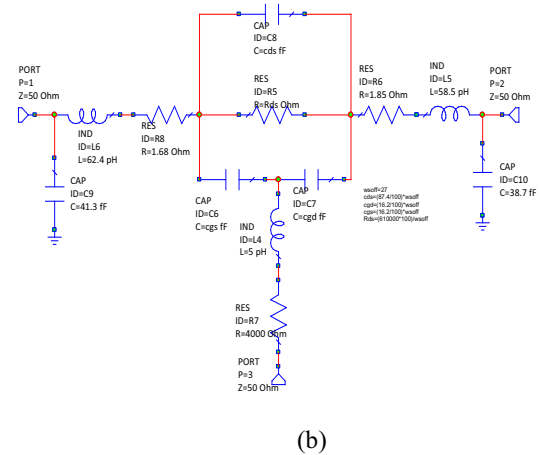 CAP
ID=C8
C=cds fF
PORT
P=1
Z=50 Ohm
IND
ID=L6
L=62.4 pH
RES
ID=R8
R=1.68 Ohm
RES
ID=R5
R=Rds Ohm
RES
ID=R6
R=1.85 Ohm
IND
ID=L5
L=58.5 pH
PORT
P=2
Z=50 Ohm
CAP
ID=C9
C=41.3 fF
CAP
ID=C6
C=cgs fF
CAP
ID=C7
C=cgd fF
IND
ID=L4
L=5 pH
wsoff=27
cds=(87.4/100)*wsoff
cgd=(16.2/100)*wsoff
cgs=(16.2/100)*wsoff
Rds=(610000*100)/wsoff
CAP
ID=C10
C=38.7 fF
RES
ID=R7
R=4000 Ohm
PORT
P=3
Z=50 Ohm
(b)